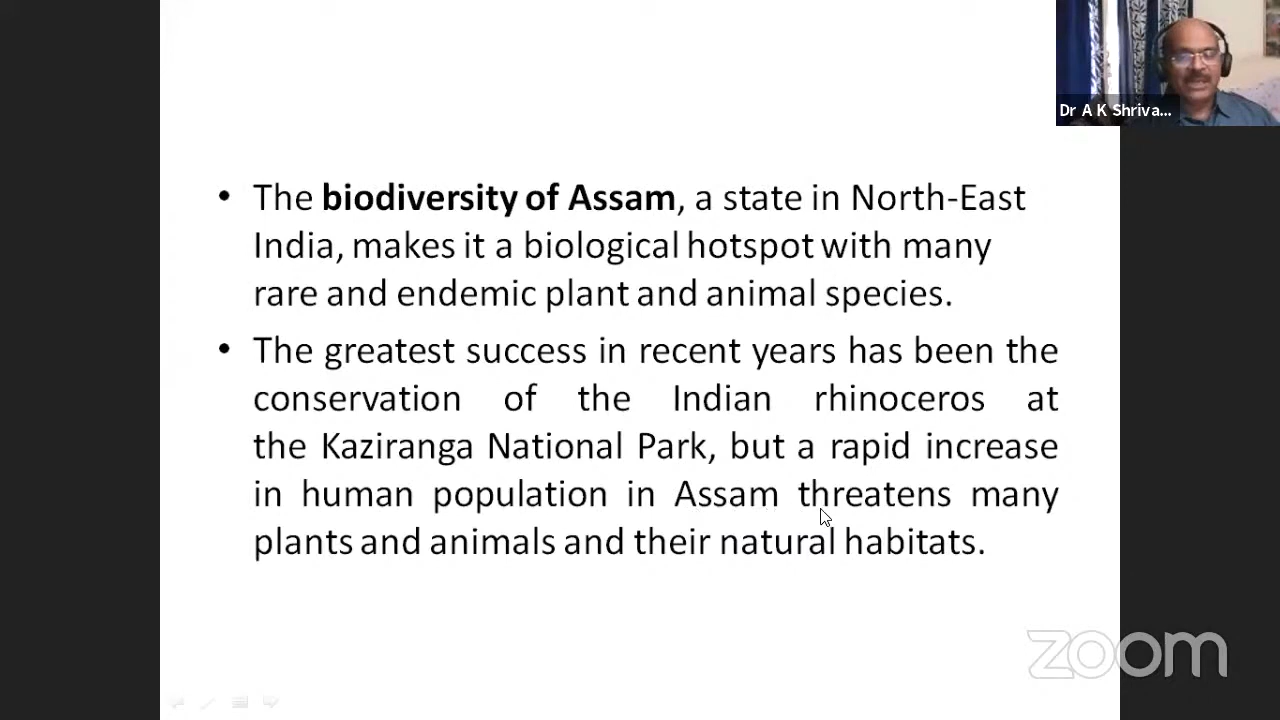 Dr A K Shriva...
• The biodiversity of Assam, a state in North-East
India, makes it a biological hotspot with many
rare and endemic plant and animal species.
• The greatest success in recent years has been the
conservation of the Indian rhinoceros at
the Kaziranga National Park, but a rapid increase
in human population in Assam threatens many
plants and animals and their natural habitats.
zoom